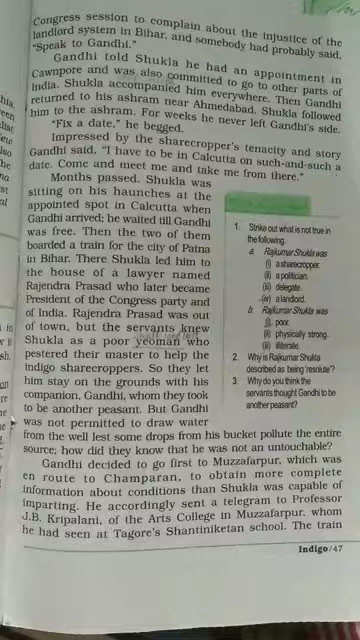 Congress session to complain about the injustice of the
landlord system in Bihar, and somebody had probably said,
“Speak to Gandhi.”
Gandhi told Shukla he had an appointment in
Cawnpore and was also committed to go to other parts of
India. Shukla accompanied him everywhere. Then Gandhi
returned to his ashram near Ahmedabad. Shukla followed
him to the ashram. For weeks he never left Gandhi's side.
“Fix a date,” he begged.
Impressed by the sharecropper's tenacity and story
Gandhi said, “I have to be in Calcutta on such-and-such a
date. Come and meet me and take me from there.”
Months passed. Shukla was
sitting on his haunches at the
appointed spot in Calcutta when
Gandhi arrived; he waited till Gandhi
was free. Then the two of them
boarded a train for the city of Patna
in Bihar. There Shukla led him to
the house of a lawyer named
Rajendra Prasad who later became
President of the Congress party and
of India. Rajendra Prasad was out
of town, but the servants knew
Shukla as a poor yeoman who
pestered their master to help the
indigo sharecroppers. So they let
him stay on the grounds with his
companion, Gandhi, whom they took
to be another peasant. But Gandhi
was not permitted to draw water
from the well lest some drops from his bucket pollute the entire
source; how did they know that he was not an untouchable?
Gandhi decided to go first to Muzzafarpur, which was
en route to Champaran, to obtain more complete
information about conditions than Shukla was capable of
imparting. He accordingly sent a telegram to Professor
J.B. Kripalani, of the Arts College in Muzzafarpur, whom
he had seen at Tagore's Shantiniketan school. The train
1. Strike out what is not true in
the following.
a. Rajkumar Shukla was
(i) a sharecropper.
(ii) a politician.
(iii) delegate.
(iv) a landlord.
b. Rajkumar Shukla was
(i) poor.
(ii) physically strong.
(iii) illiterate.
2. Why is Rajkumar Shukla
described as being ‘resolute’?
3. Why do you think the
servants thought Gandhi to be
another peasant?
Indigo/47